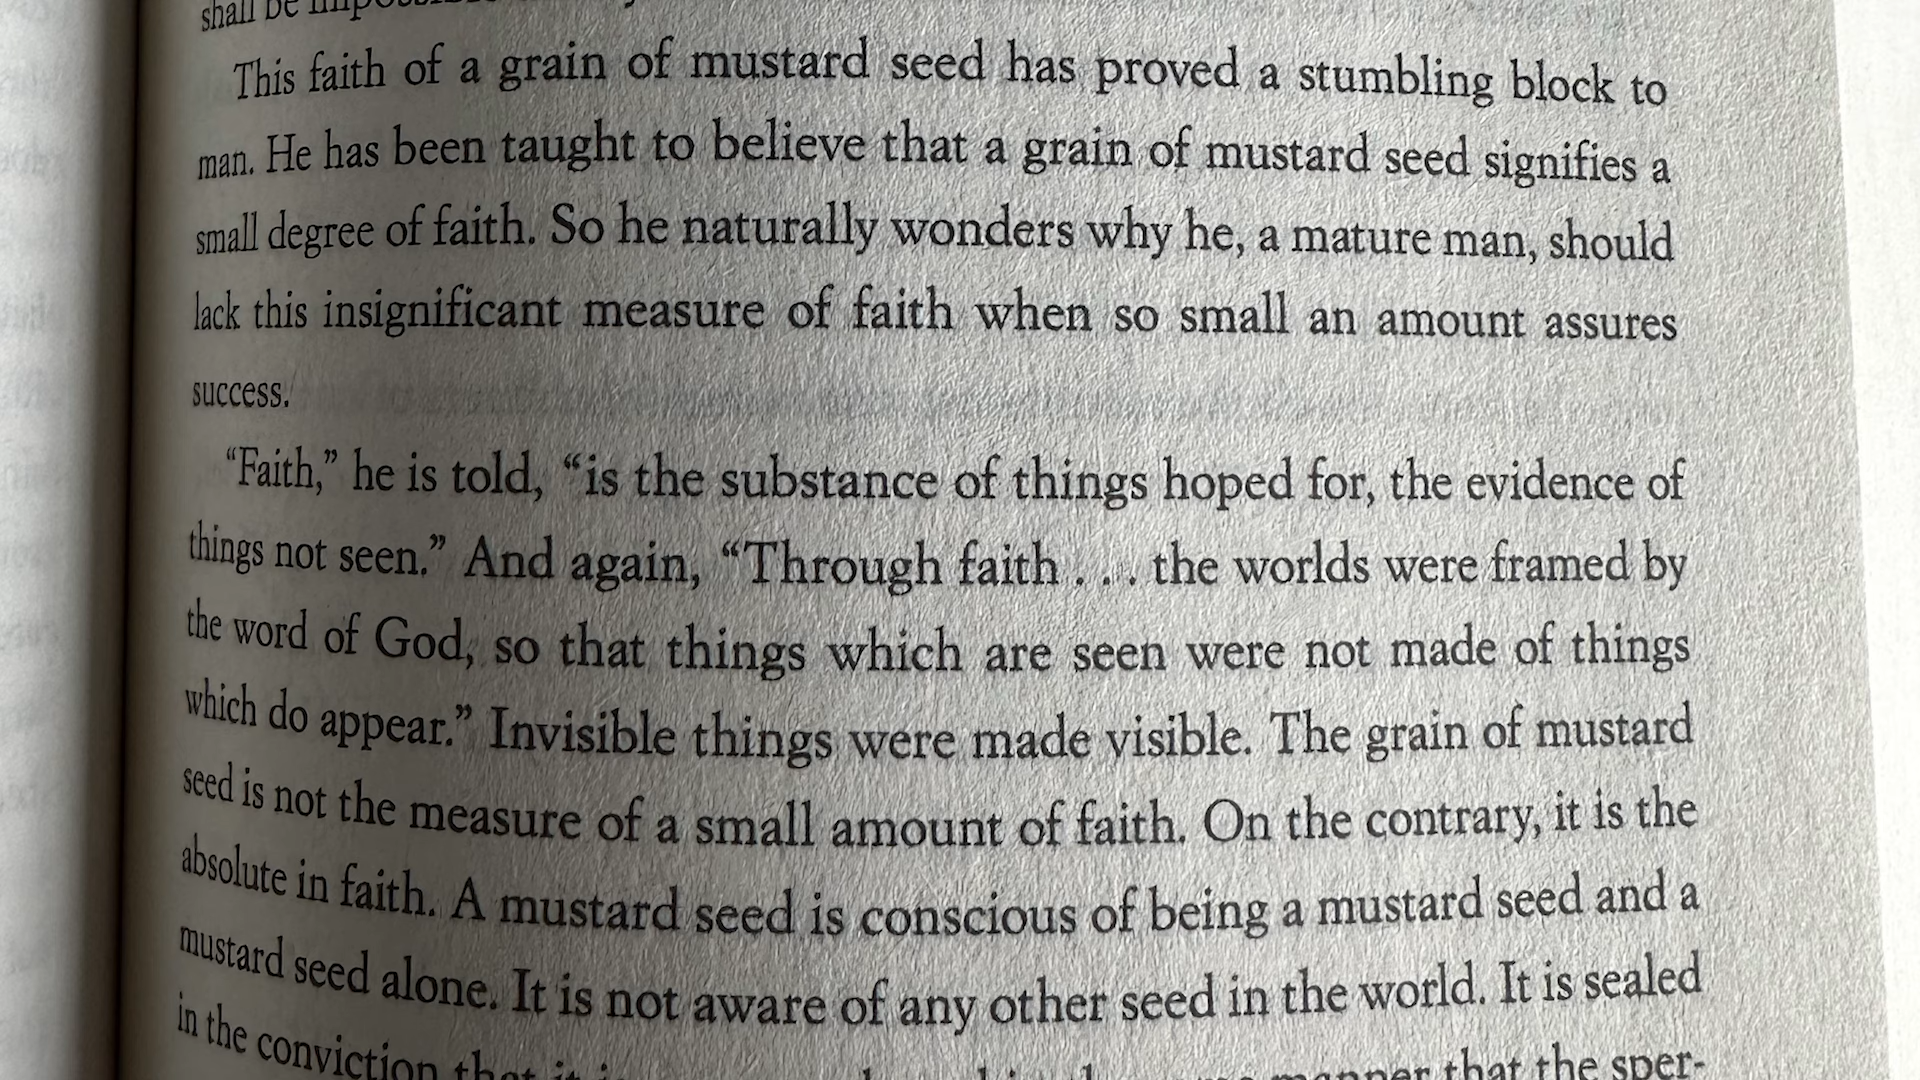 shall be
This faith of a grain of mustard seed has proved a stumbling block to
man. He has been taught to believe that a grain of mustard seed signifies a
small degree of faith. So he naturally wonders why he, a mature man, should
lack this insignificant measure of faith when so small an amount assures
success.
“Faith,” he is told, “is the substance of things hoped for, the evidence of
things not seen.” And again, “Through faith . . . the worlds were framed by
the word of God, so that things which are seen were not made of things
which do appear.” Invisible things were made visible. The grain of mustard
seed is not the measure of a small amount of faith. On the contrary, it is the
absolute in faith. A mustard seed is conscious of being a mustard seed and a
mustard seed alone. It is not aware of any other seed in the world. It is sealed
in the conviction that it manner that the sper-